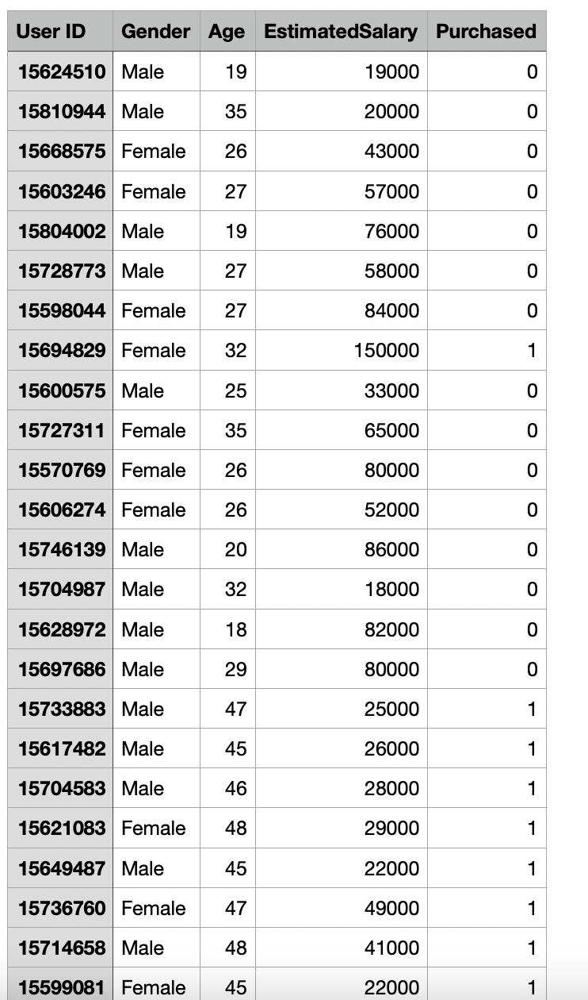 User ID Gender Age EstimatedSalary Purchased
15624510 Male 19 19000 0
15810944 Male 35 20000 0
15668575 Female 26 43000 0
15603246 Female 27 57000 0
15804002 Male 19 76000 0
15728773 Male 27 58000 0
15598044 Female 27 84000 0
15694829 Female 32 150000 1
15600575 Male 25 33000 0
15727311 Female 35 65000 0
15570769 Female 26 80000 0
15606274 Female 26 52000 0
15746139 Male 20 86000 0
15704987 Male 32 18000 0
15628972 Male 18 82000 0
15697686 Male 29 80000 0
15733883 Male 47 25000 1
15617482 Male 45 26000 1
15704583 Male 46 28000 1
15621083 Female 48 29000 1
15649487 Male 45 22000 1
15736760 Female 47 49000 1
15714658 Male 48 41000 1
15599081 Female 45 22000 1